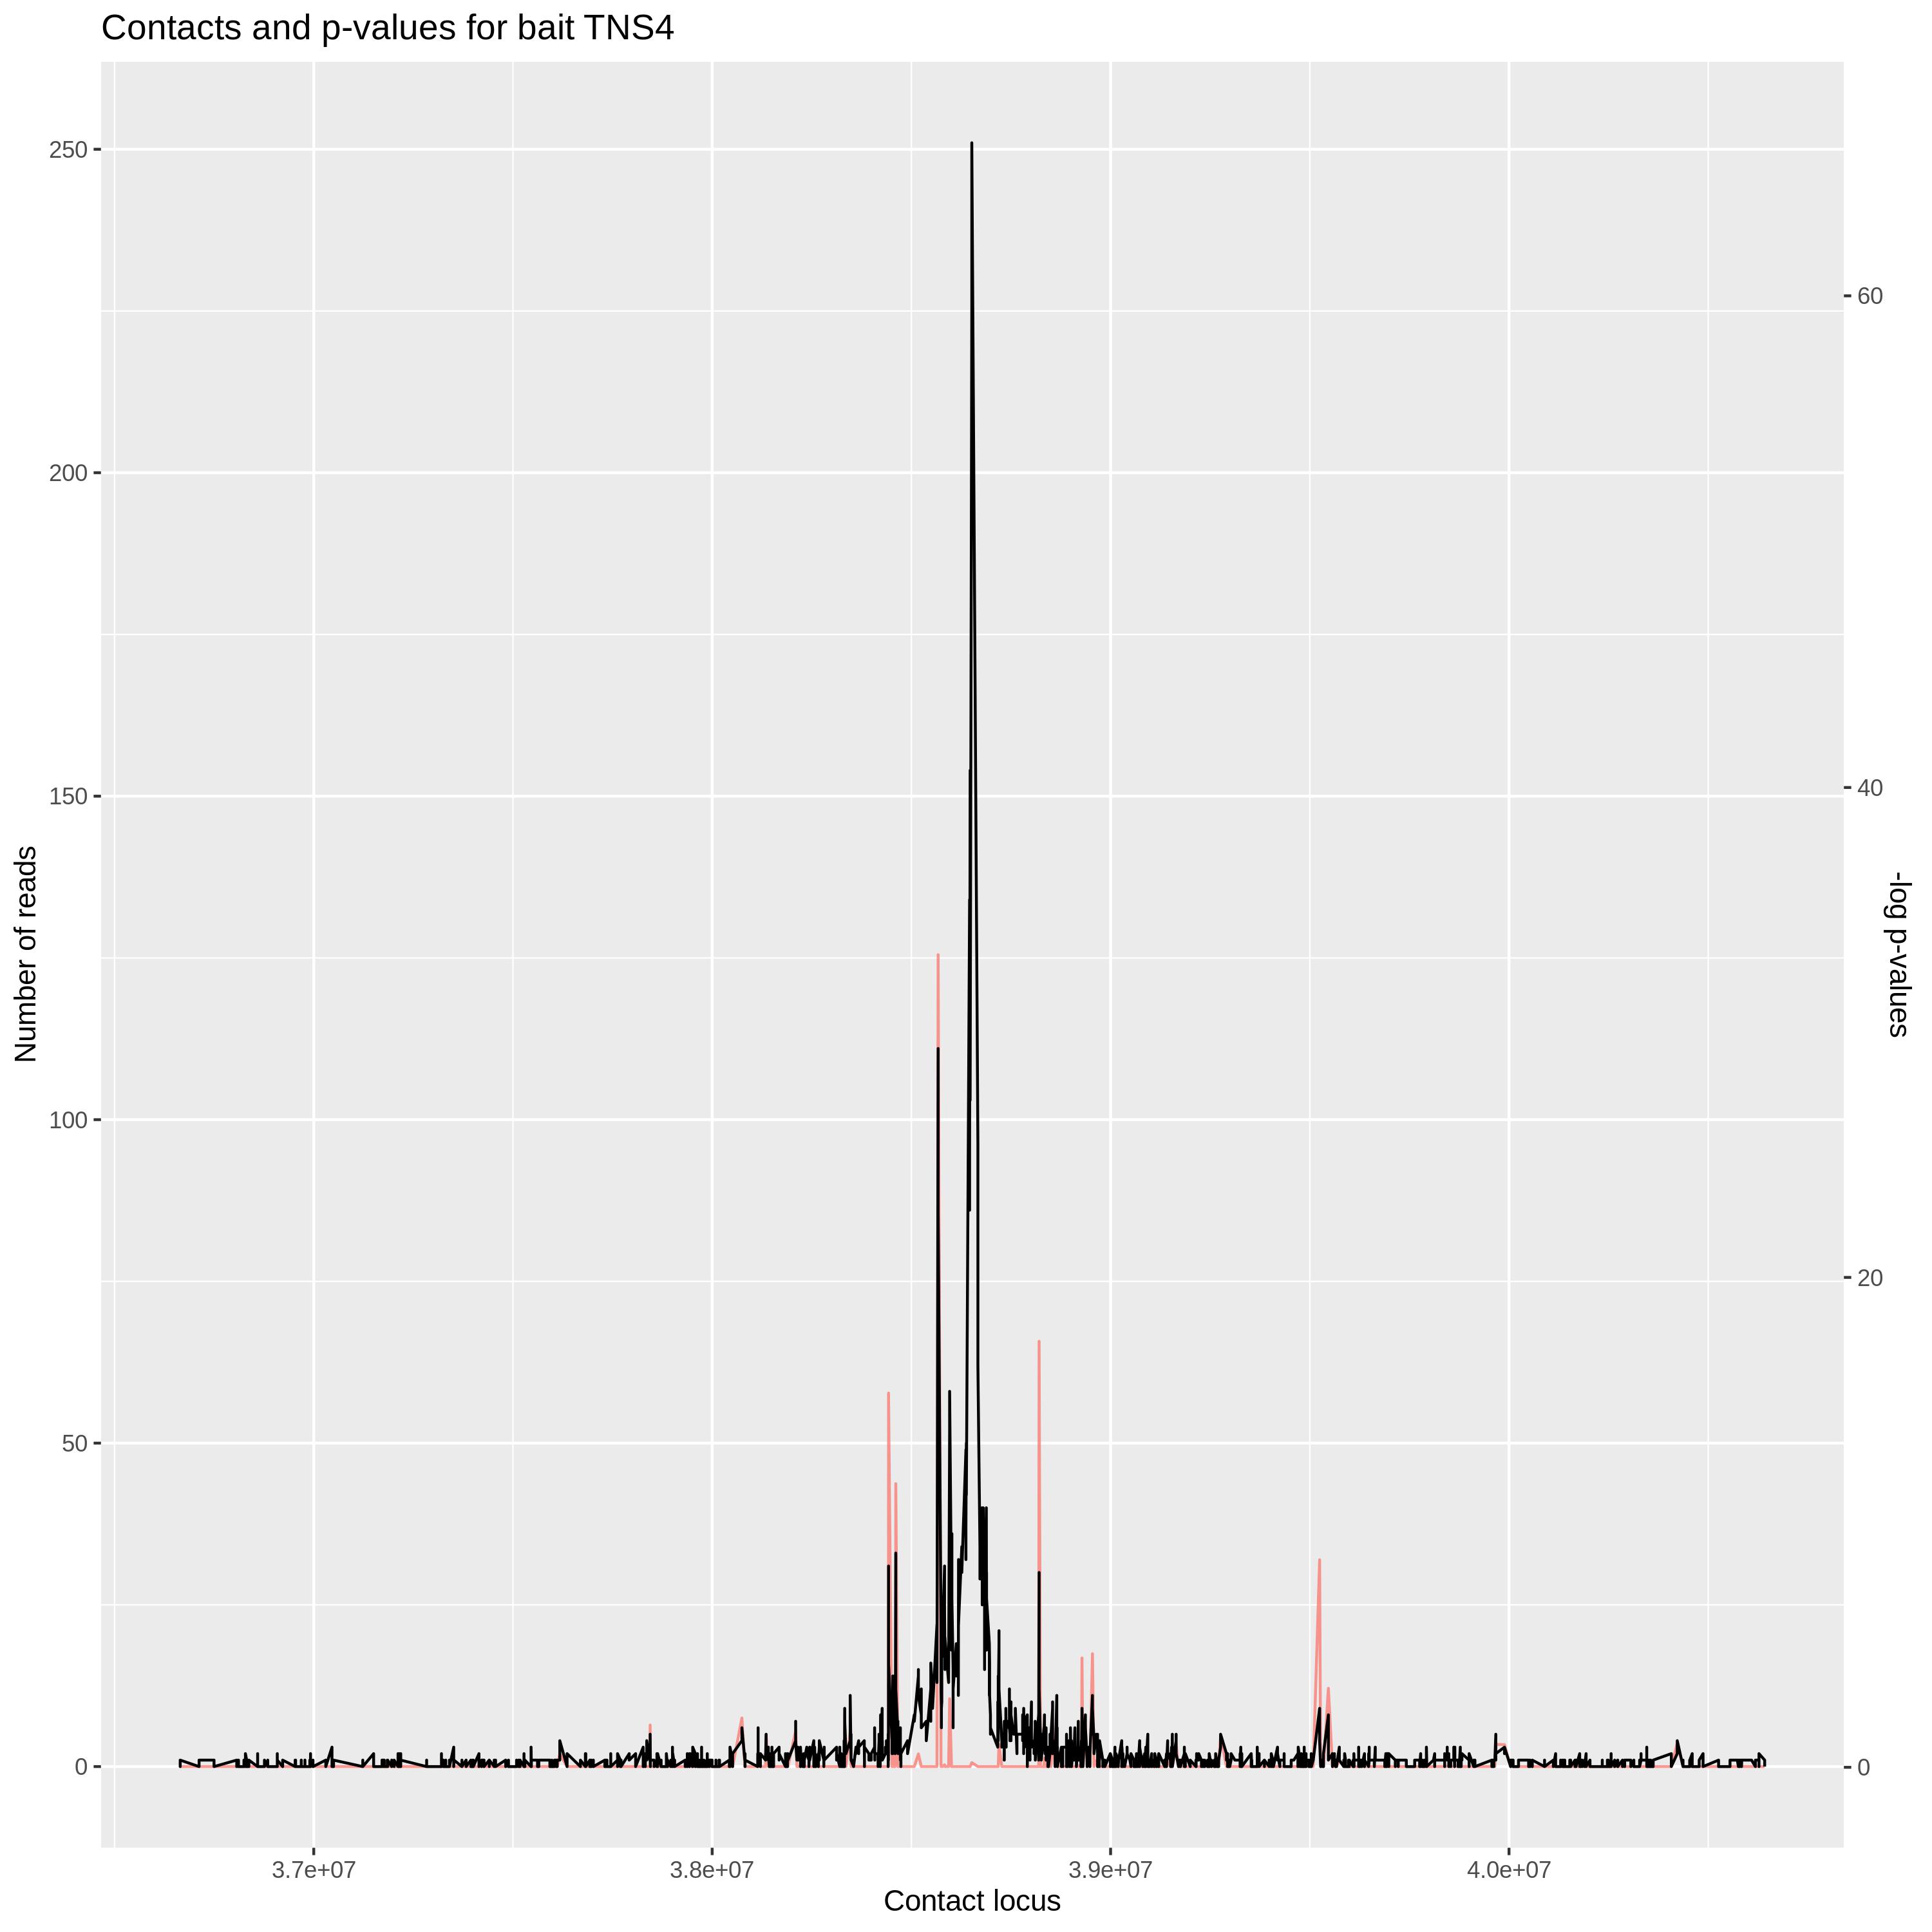 Contacts and p-values for bait TNS4
250
200
150
100
50
0
Number of reads
60
40
20
0
-log p-values
3.7e+07
3.8e+07
3.9e+07
4.0e+07
Contact locus